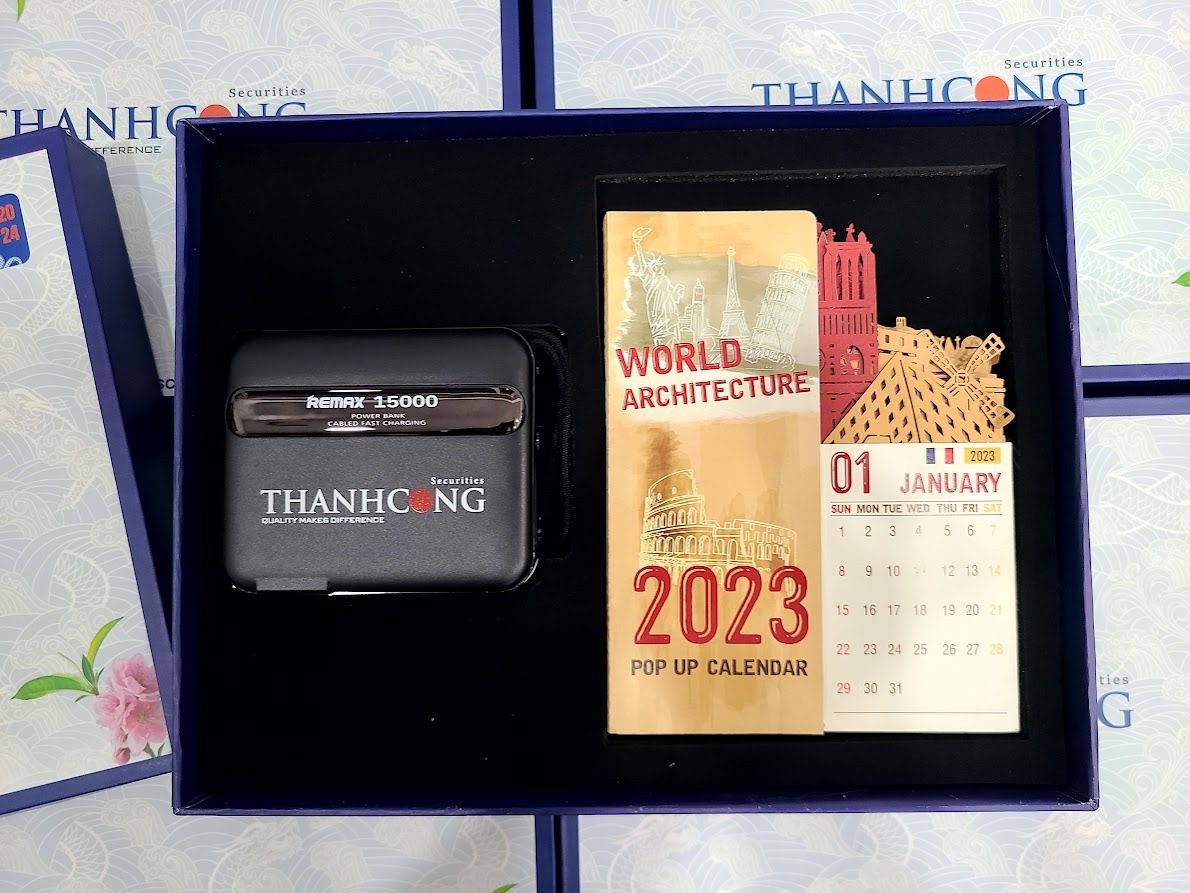 Securities
THANHCONG
FFERENCE
Securities
THANHCONG
20
24
REMAX 15000
POWER BANK
CABLED FAST CHARGING
Securities
THANHCONG
QUALITY MAKES DIFFERENCE
WORLD
ARCHITECTURE
2023
POP UP CALENDAR
2023
01 JANUARY
SUN MON TUE WED THU FRI SAT
1 2 3 4 5 6 7
8 9 10 11 12 13 14
15 16 17 18 19 20 21
22 23 24 25 26 27 28
29 30 31
SC
ties
G